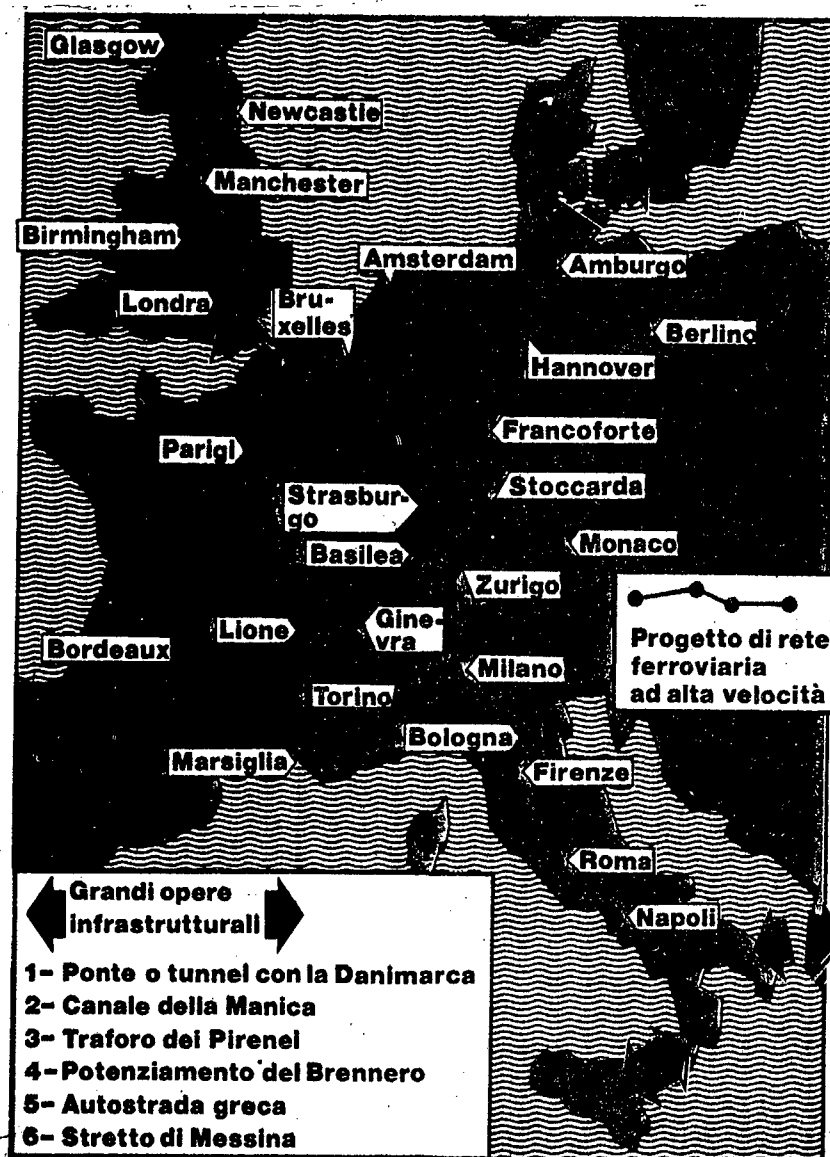 Glasgow
Newcastle
Manchester
Birmingham
Amsterdam
Amburgo
Londra
Bru-
xelles
Berlino
Hannover
Parigi
Francoforte
Strasbur-
go
Stoccarda
Basilea
Monaco
Zurigo
Lione
Gine-
vra
Bordeaux
Milano
Torino
Progetto di rete
ferroviaria
ad alta velocità
Bologna
Marsiglia
Firenze
Roma
Napoli
Grandi opere
infrastrutturali
1- Ponte o tunnel con la Danimarca
2- Canale della Manica
3- Traforo dei Pirenei
4- Potenziamento del Brennero
5- Autostrada greca
6- Stretto di Messina